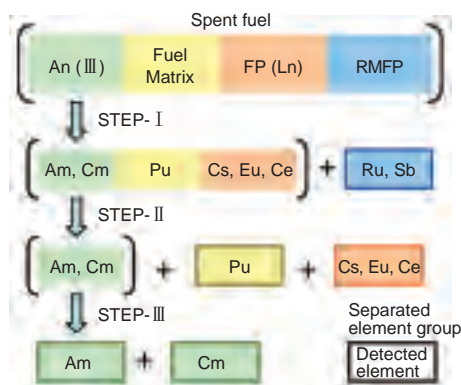 Spent fuel
An (Ⅲ)
Fuel
Matrix
FP (Ln)
RMFP
STEP-Ⅰ
Am, Cm
Pu
Cs, Eu, Ce
+
Ru, Sb
STEP-Ⅱ
Am, Cm
+
Pu
+
Cs, Eu, Ce
STEP-Ⅲ
Am
+
Cm
Separated
element group
Detected
element